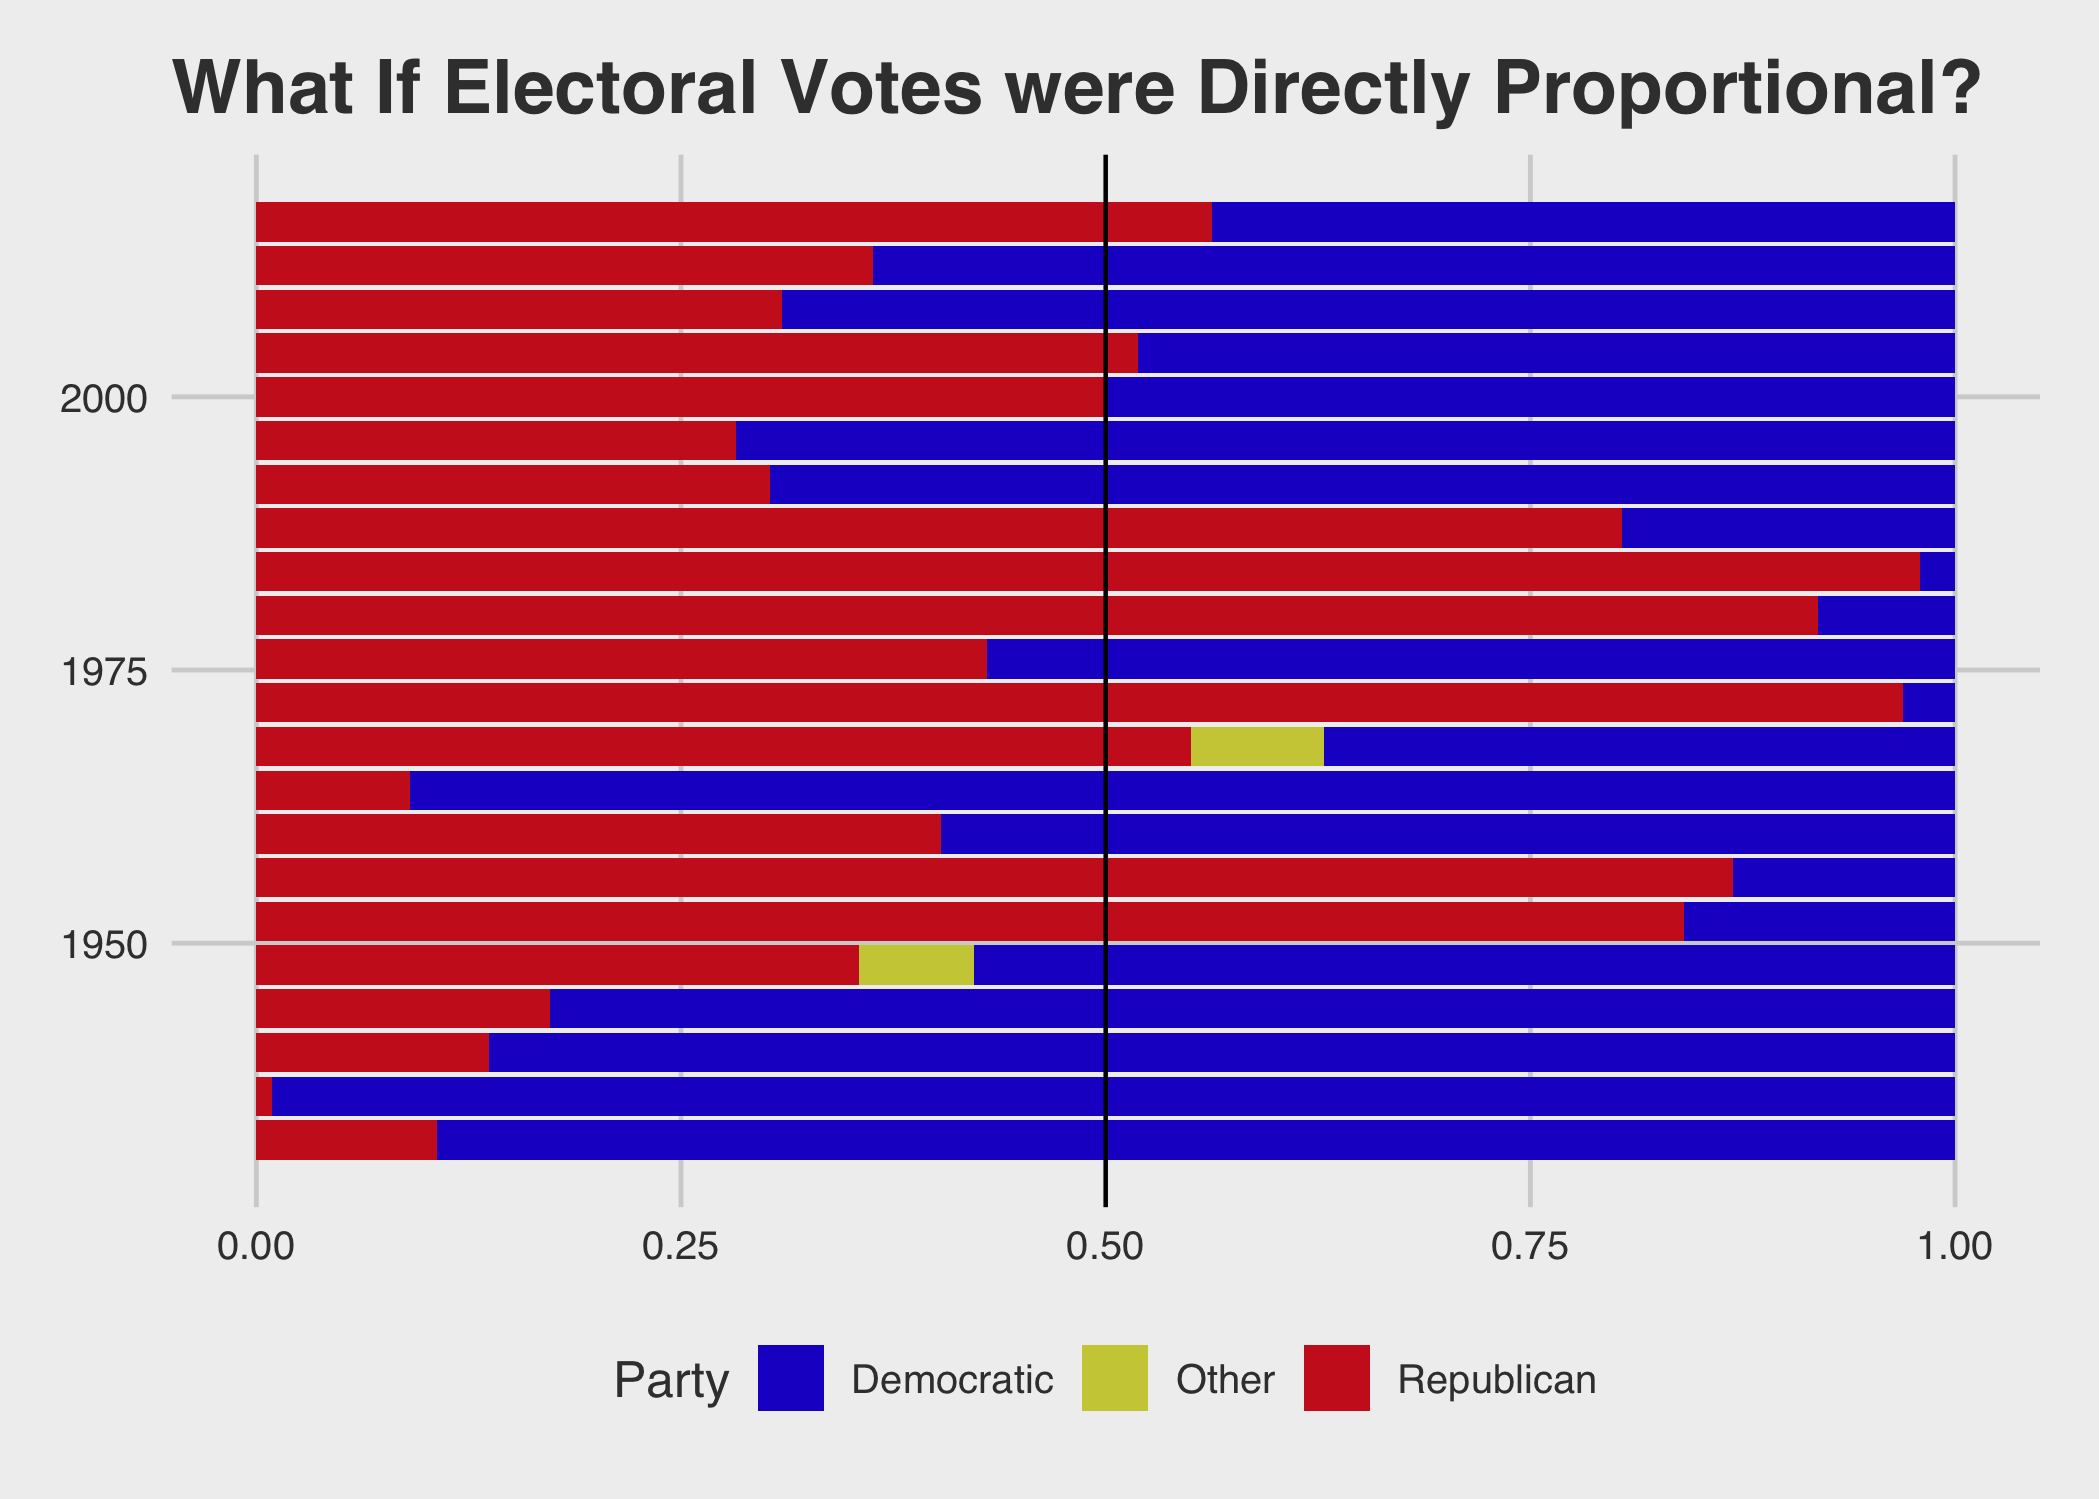 What If Electoral Votes were Directly Proportional?
2000
1975
1950
0.00 0.25 0.50 0.75 1.00
Party Democratic Other Republican